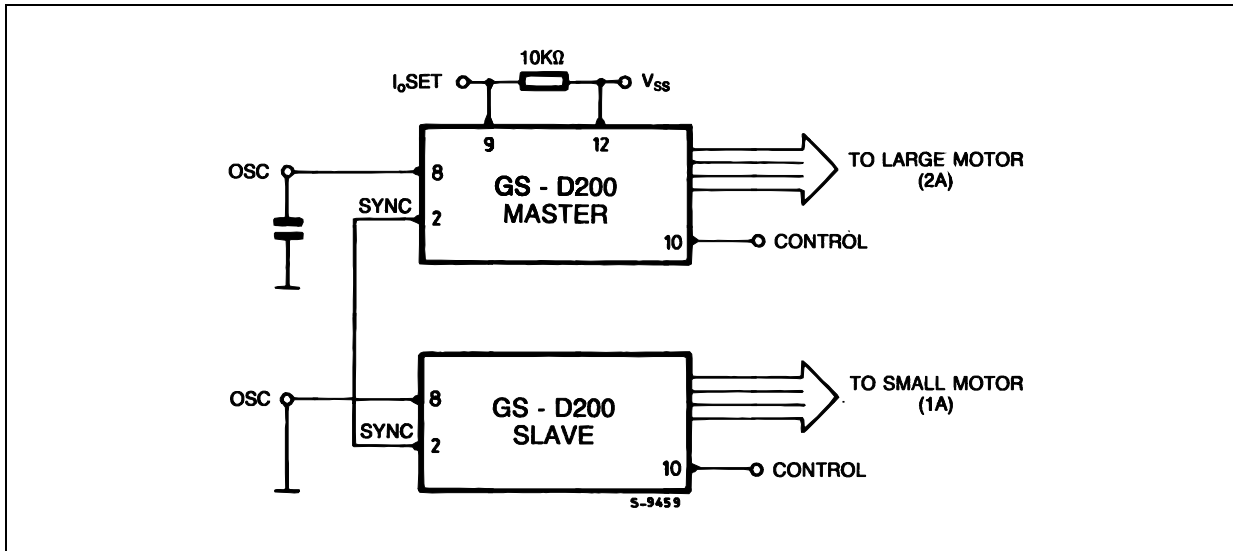 10KΩ
IoSET
Vss
9
12
OSC
8
GS - D200
MASTER
TO LARGE MOTOR
(2A)
SYNC
2
10
CONTROL
OSC
8
GS - D200
SLAVE
TO SMALL MOTOR
(1A)
SYNC
2
10
CONTROL
S-9459